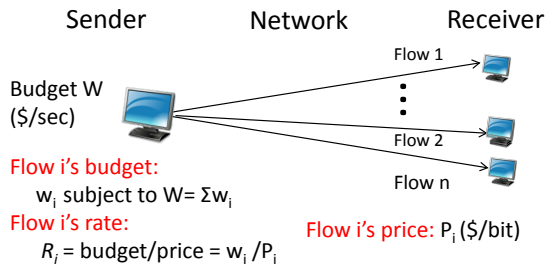 Sender Network Receiver
Flow 1
Budget W
($/sec)
Flow 2
Flow i's budget:
w_i subject to W= Σw_i
Flow n
Flow i's rate:
R_i = budget/price = w_i /P_i
Flow i's price: P_i ($/bit)